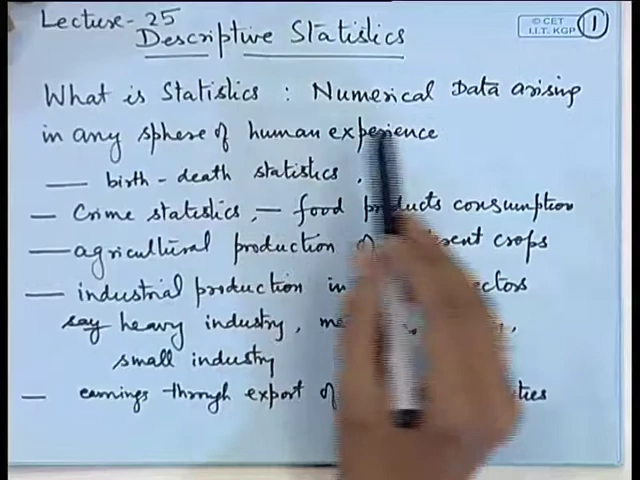 Lecture-25
Descriptive Statistics
© CET
I.I.T. KGP
1
What is Statistics : Numerical Data arising
in any sphere of human experience
— birth - death statistics,
— Crime statistics, — food products consumption
— agricultural production of crops
— industrial production in
say heavy industry,
small industry
— earnings through export of